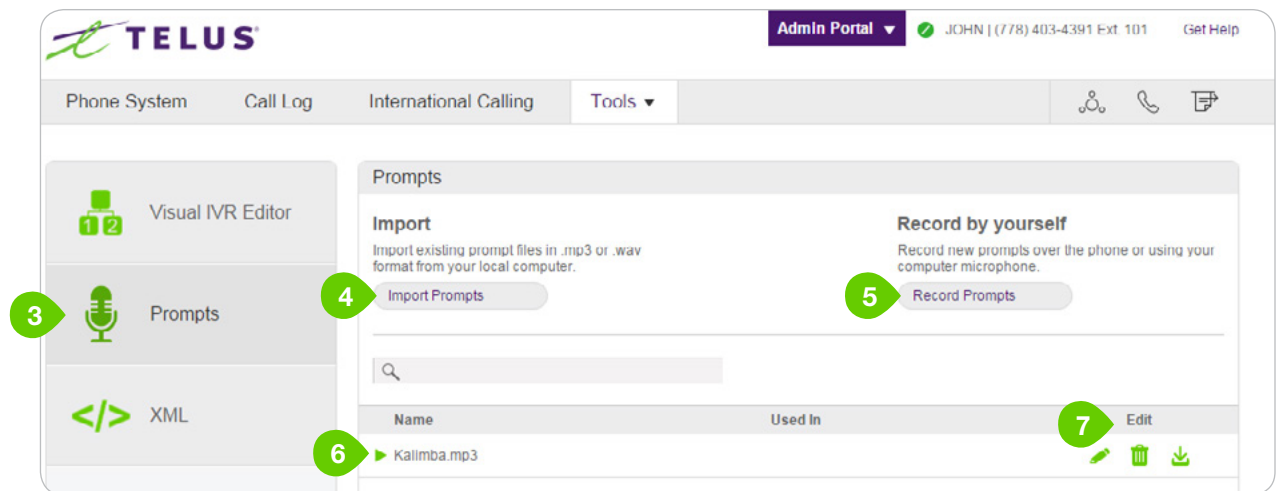 TELUS
Admin Portal JOHN | (778) 403-4391 Ext. 101 Get Help
Phone System Call Log International Calling Tools
Visual IVR Editor
1 2
3 Prompts
XML
Prompts
Import
Import existing prompt files in .mp3 or .wav
format from your local computer.
4 Import Prompts
Record by yourself
Record new prompts over the phone or using your
computer microphone.
5 Record Prompts
Name Used In Edit
7
6 Kalimba.mp3